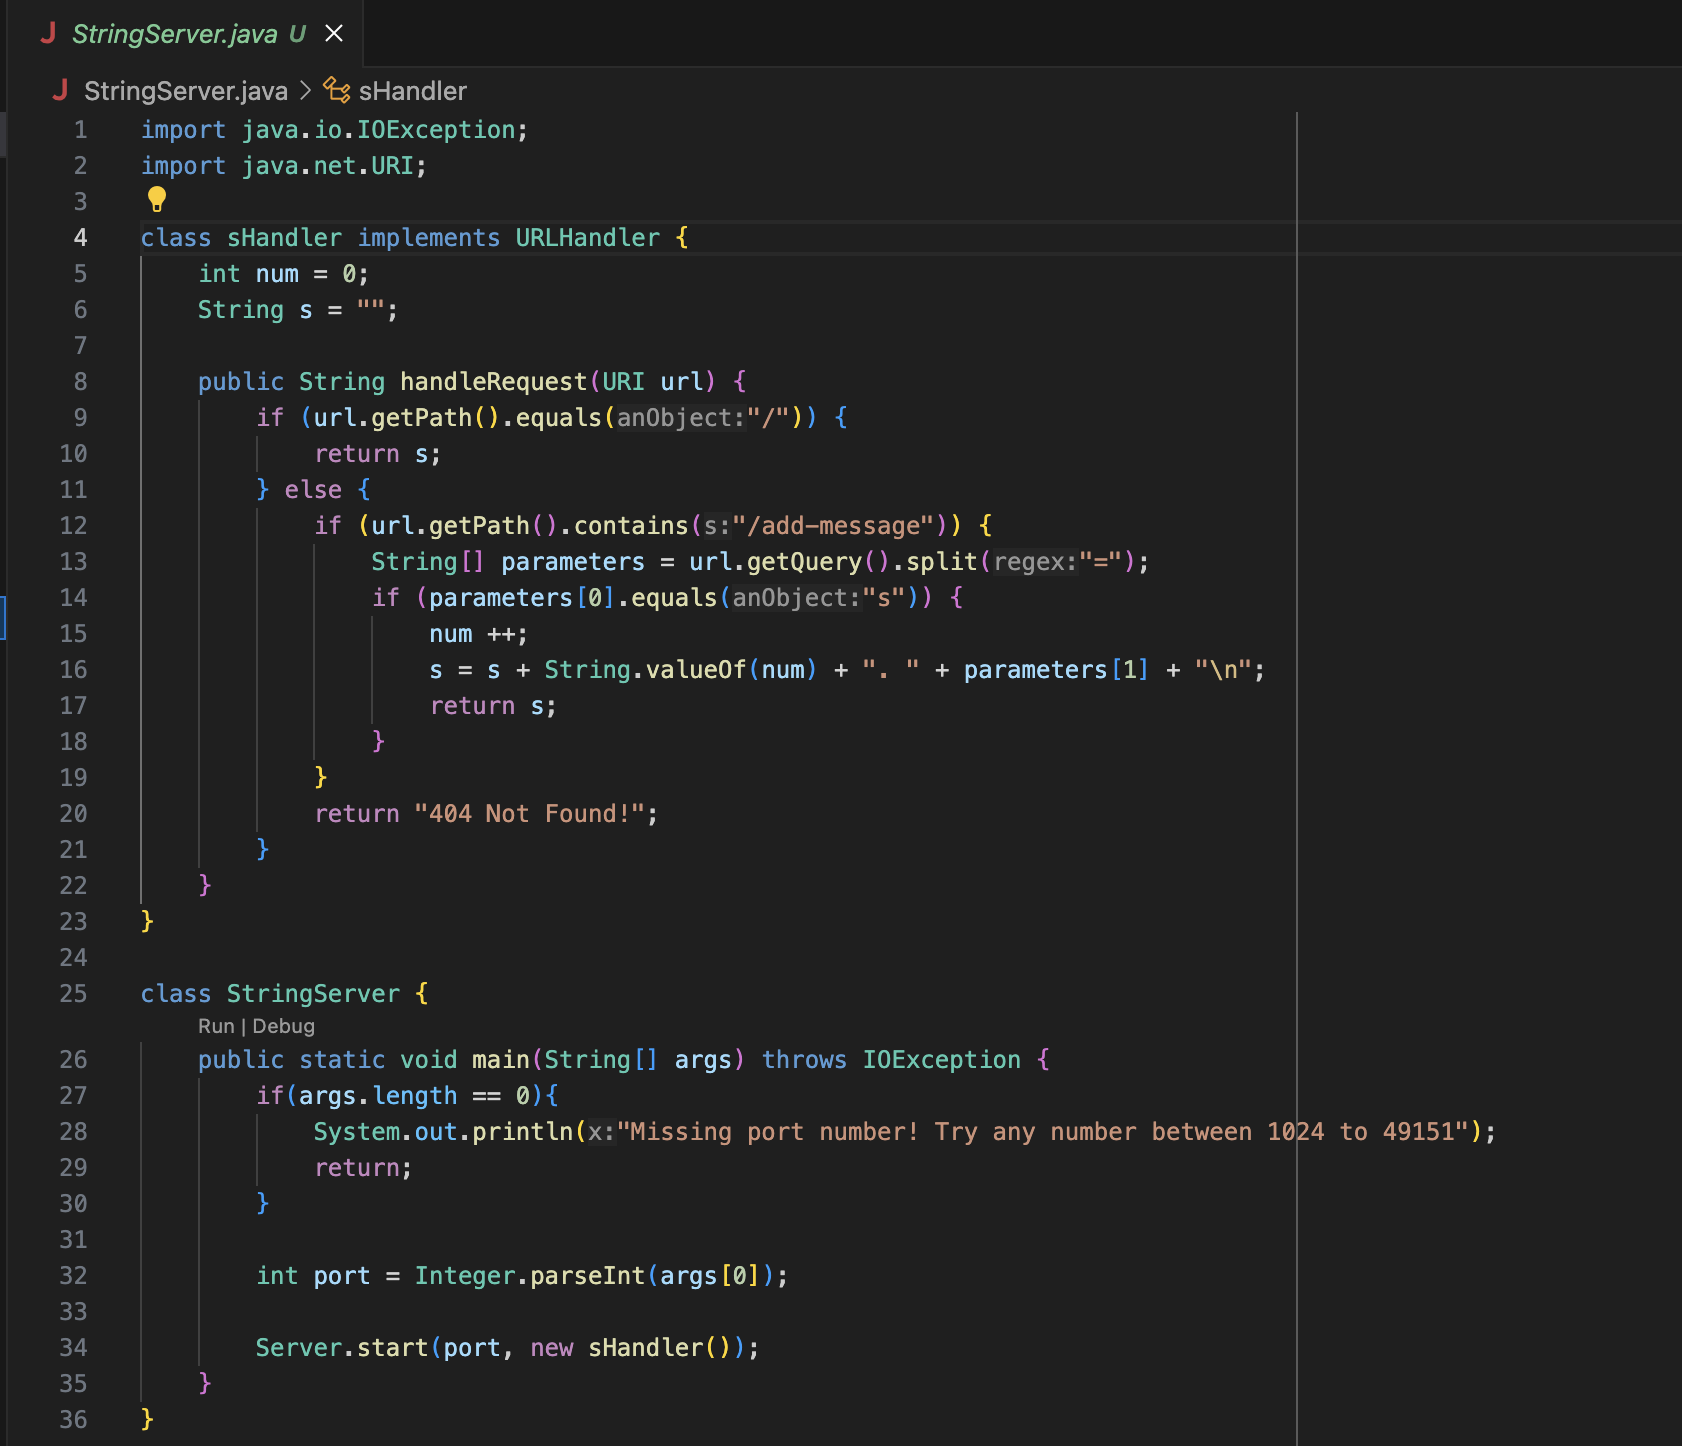 StringServer.java U
StringServer.java > sHandler
1 import java.io.IOException;
2 import java.net.URI;
3
4 class sHandler implements URLHandler {
5     int num = 0;
6     String s = "";
7
8     public String handleRequest(URI url) {
9         if (url.getPath().equals(anObject:"/")) {
10             return s;
11         } else {
12             if (url.getPath().contains(s:"/add-message")) {
13                 String[] parameters = url.getQuery().split(regex:"=");
14                 if (parameters[0].equals(anObject:"s")) {
15                     num ++;
16                     s = s + String.valueOf(num) + ". " + parameters[1] + "\n";
17                     return s;
18                 }
19             }
20             return "404 Not Found!";
21         }
22     }
23 }
24
25 class StringServer {
Run | Debug
26     public static void main(String[] args) throws IOException {
27         if(args.length == 0){
28             System.out.println(x:"Missing port number! Try any number between 1024 to 49151");
29             return;
30         }
31
32         int port = Integer.parseInt(args[0]);
33
34         Server.start(port, new sHandler());
35     }
36 }